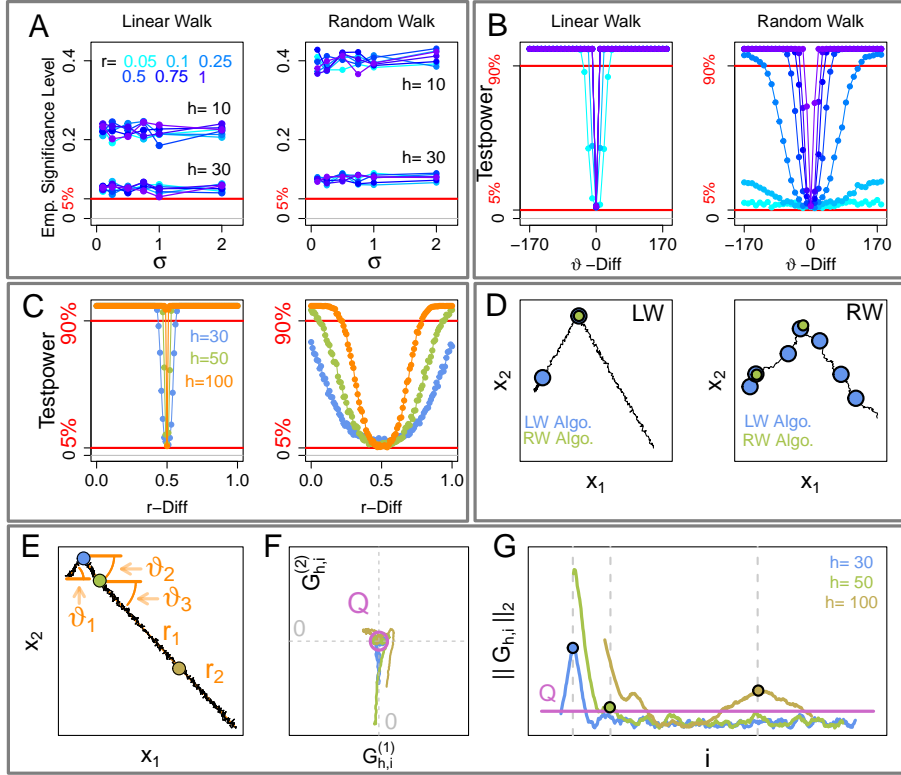 A
Linear Walk
Random Walk
Emp. Significance Level
0.4
0.2
5%
0
r= 0.05 0.1 0.25
0.5 0.75 1
h= 10
h= 30
h= 10
h= 30
0 1 2
σ
0 1 2
σ
B
Linear Walk
Random Walk
Testpower
90%
5%
0
90%
5%
0
−170 0 170
ϑ −Diff
−170 0 170
ϑ −Diff
C
Testpower
90%
5%
0
90%
5%
0
h=30
h=50
h=100
0.0 0.5 1.0
r−Diff
0.0 0.5 1.0
r−Diff
D
LW
RW
x2
x2
LW Algo.
RW Algo.
LW Algo.
RW Algo.
x1
x1
E
ϑ2
ϑ3
ϑ1
r1
r2
x2
x1
F
G(2)h,i
Q
0
0
G(1)h,i
G
h= 30
h= 50
h= 100
|| Gh,i ||2
Q
i